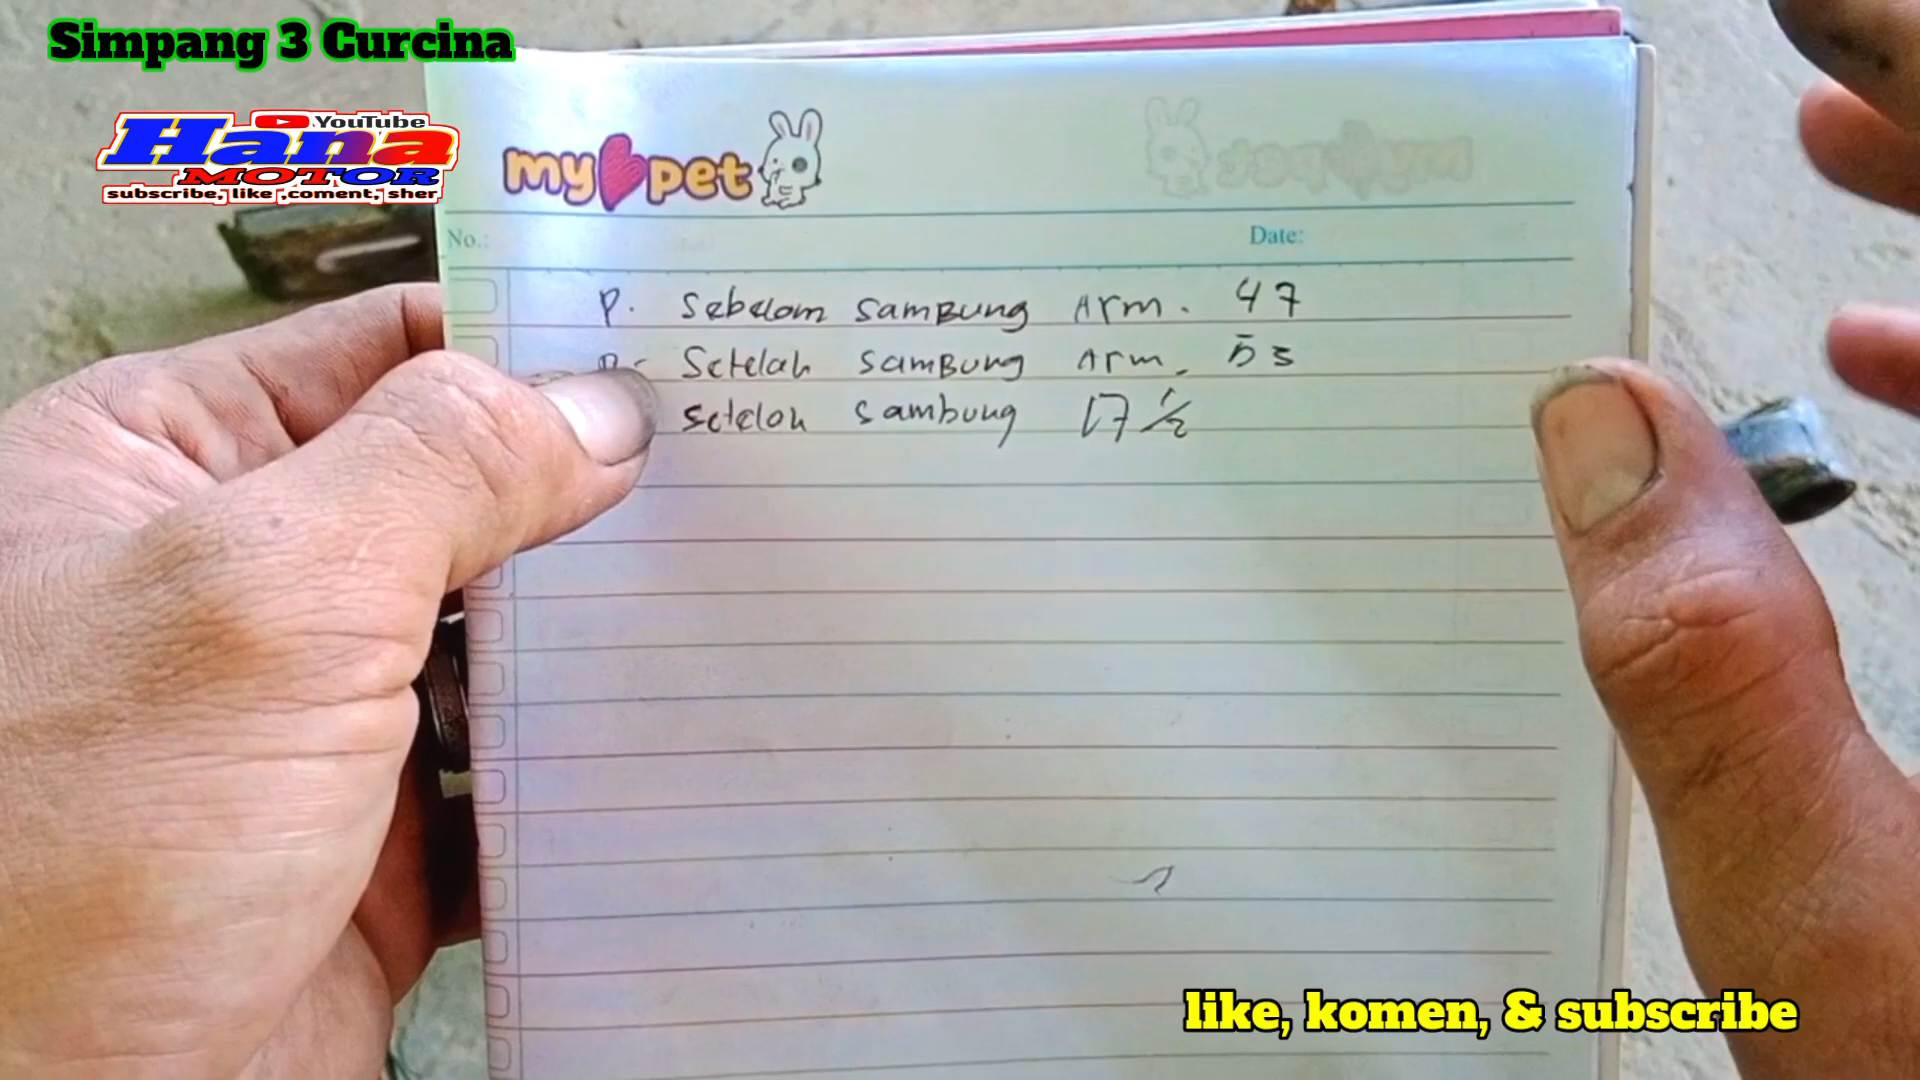 Simpang 3 Curcina
YouTube
Hana
MOTOR
subscribe, like ,coment, sher
my pet
No.:
Date:
P. Sebelom Sambung Arm. 47
P. Setelah Sambung Arm. 53
Setelah Sambung 17 1/2
like, komen, & subscribe